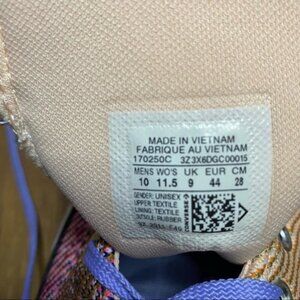 MADE IN VIETNAM
FABRIQUE AU VIETNAM
170250C 3Z3X6DGC00015
MENS WO'S UK EUR CM
10 11.5 9 44 28
GENDER: UNISEX
UPPER: TEXTILE
LINING: TEXTILE
CONVERSE